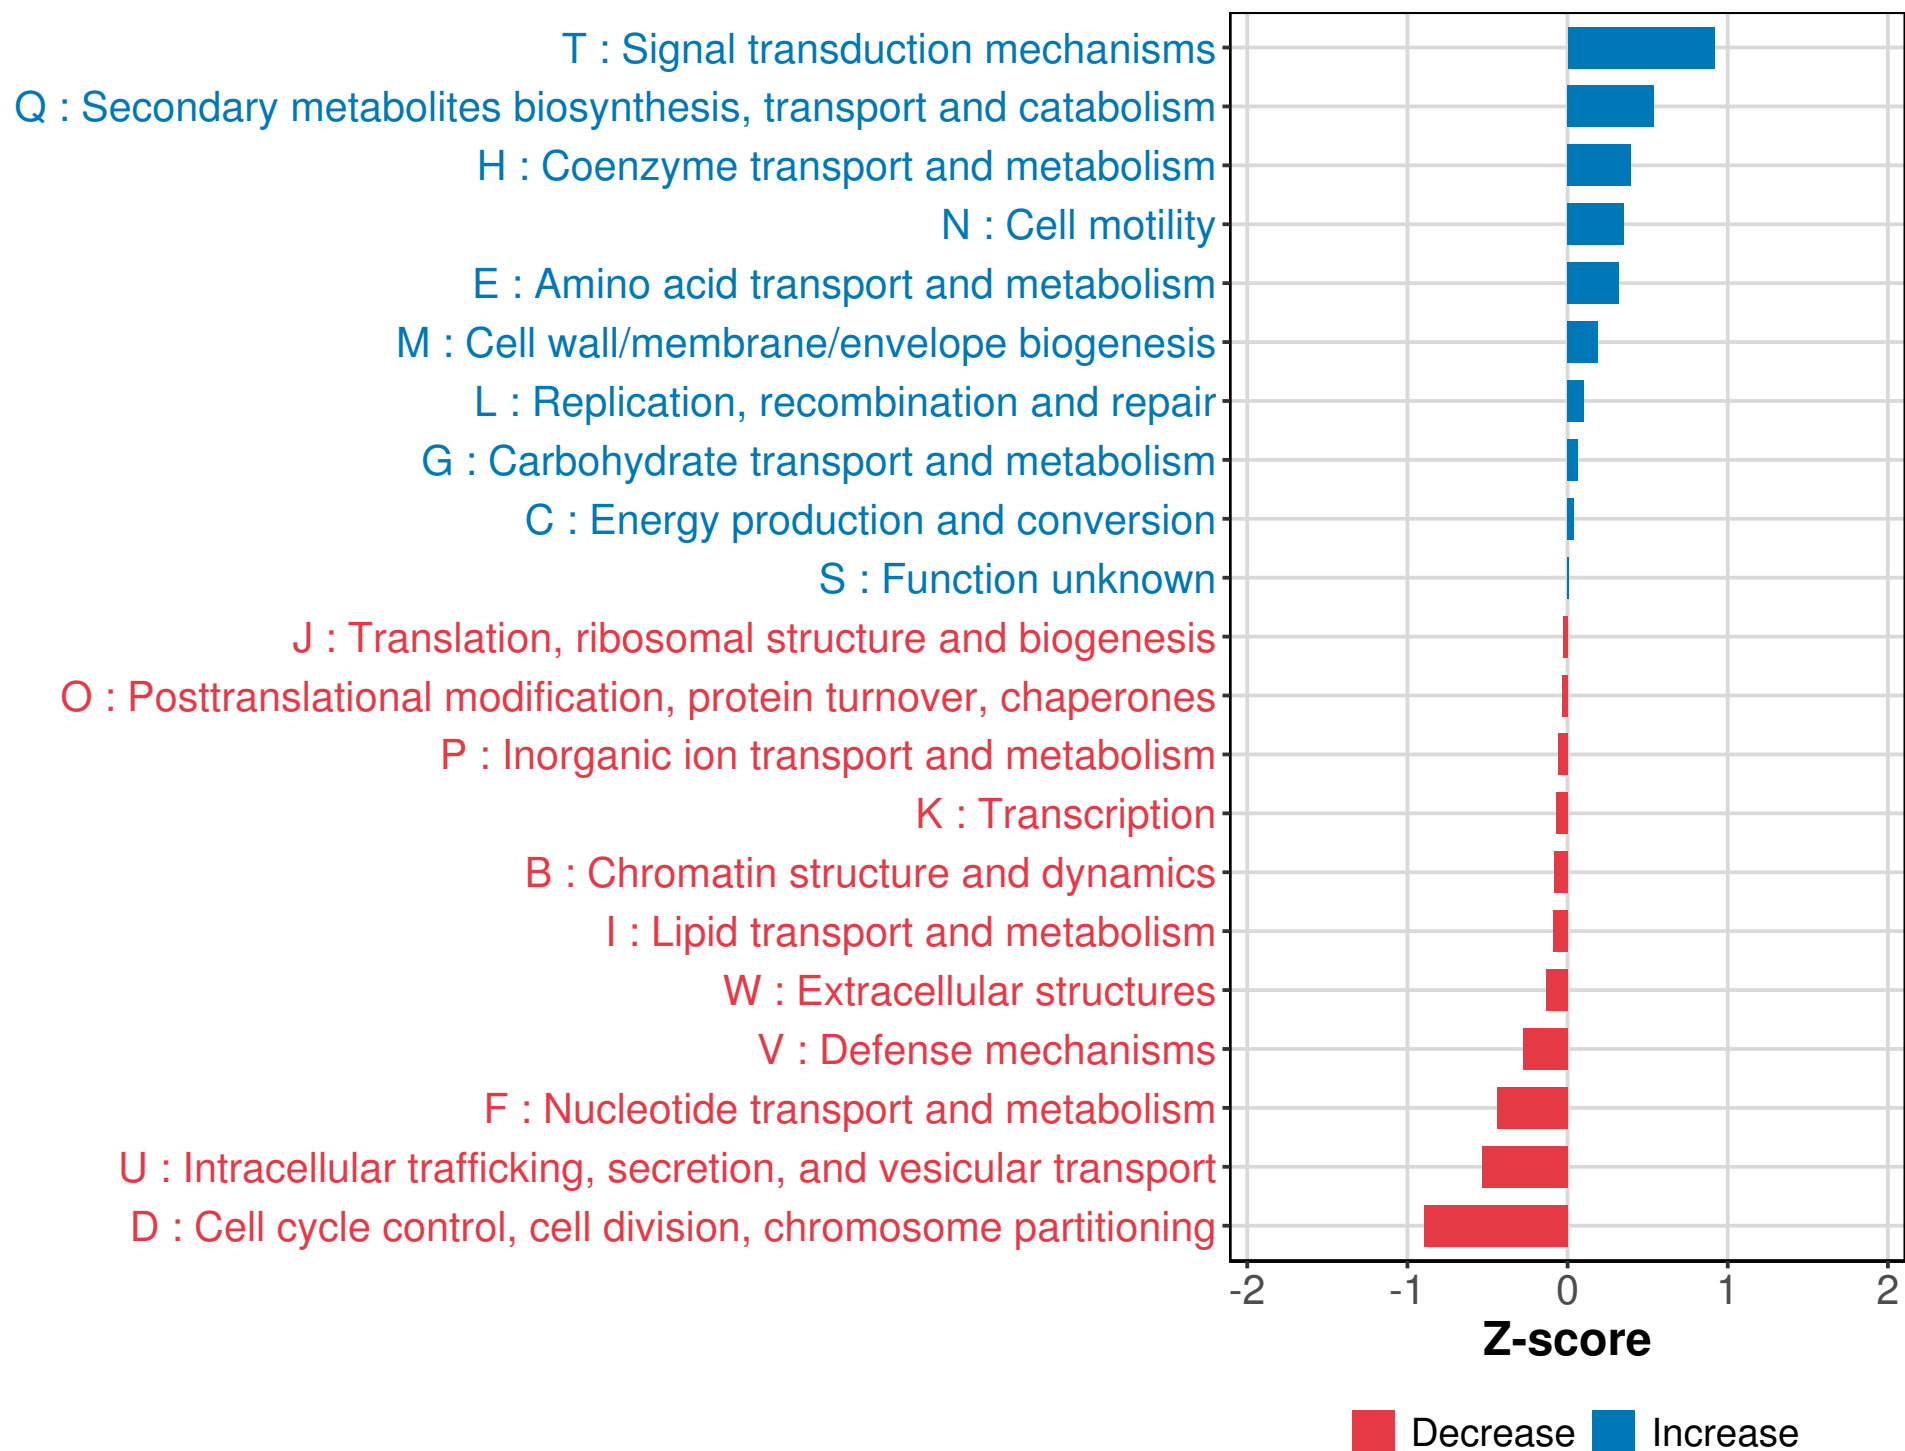 T : Signal transduction mechanisms
Q : Secondary metabolites biosynthesis, transport and catabolism
H : Coenzyme transport and metabolism
N : Cell motility
E : Amino acid transport and metabolism
M : Cell wall/membrane/envelope biogenesis
L : Replication, recombination and repair
G : Carbohydrate transport and metabolism
C : Energy production and conversion
S : Function unknown
J : Translation, ribosomal structure and biogenesis
O : Posttranslational modification, protein turnover, chaperones
P : Inorganic ion transport and metabolism
K : Transcription
B : Chromatin structure and dynamics
I : Lipid transport and metabolism
W : Extracellular structures
V : Defense mechanisms
F : Nucleotide transport and metabolism
U : Intracellular trafficking, secretion, and vesicular transport
D : Cell cycle control, cell division, chromosome partitioning
-2 -1 0 1 2
Z-score
Decrease Increase